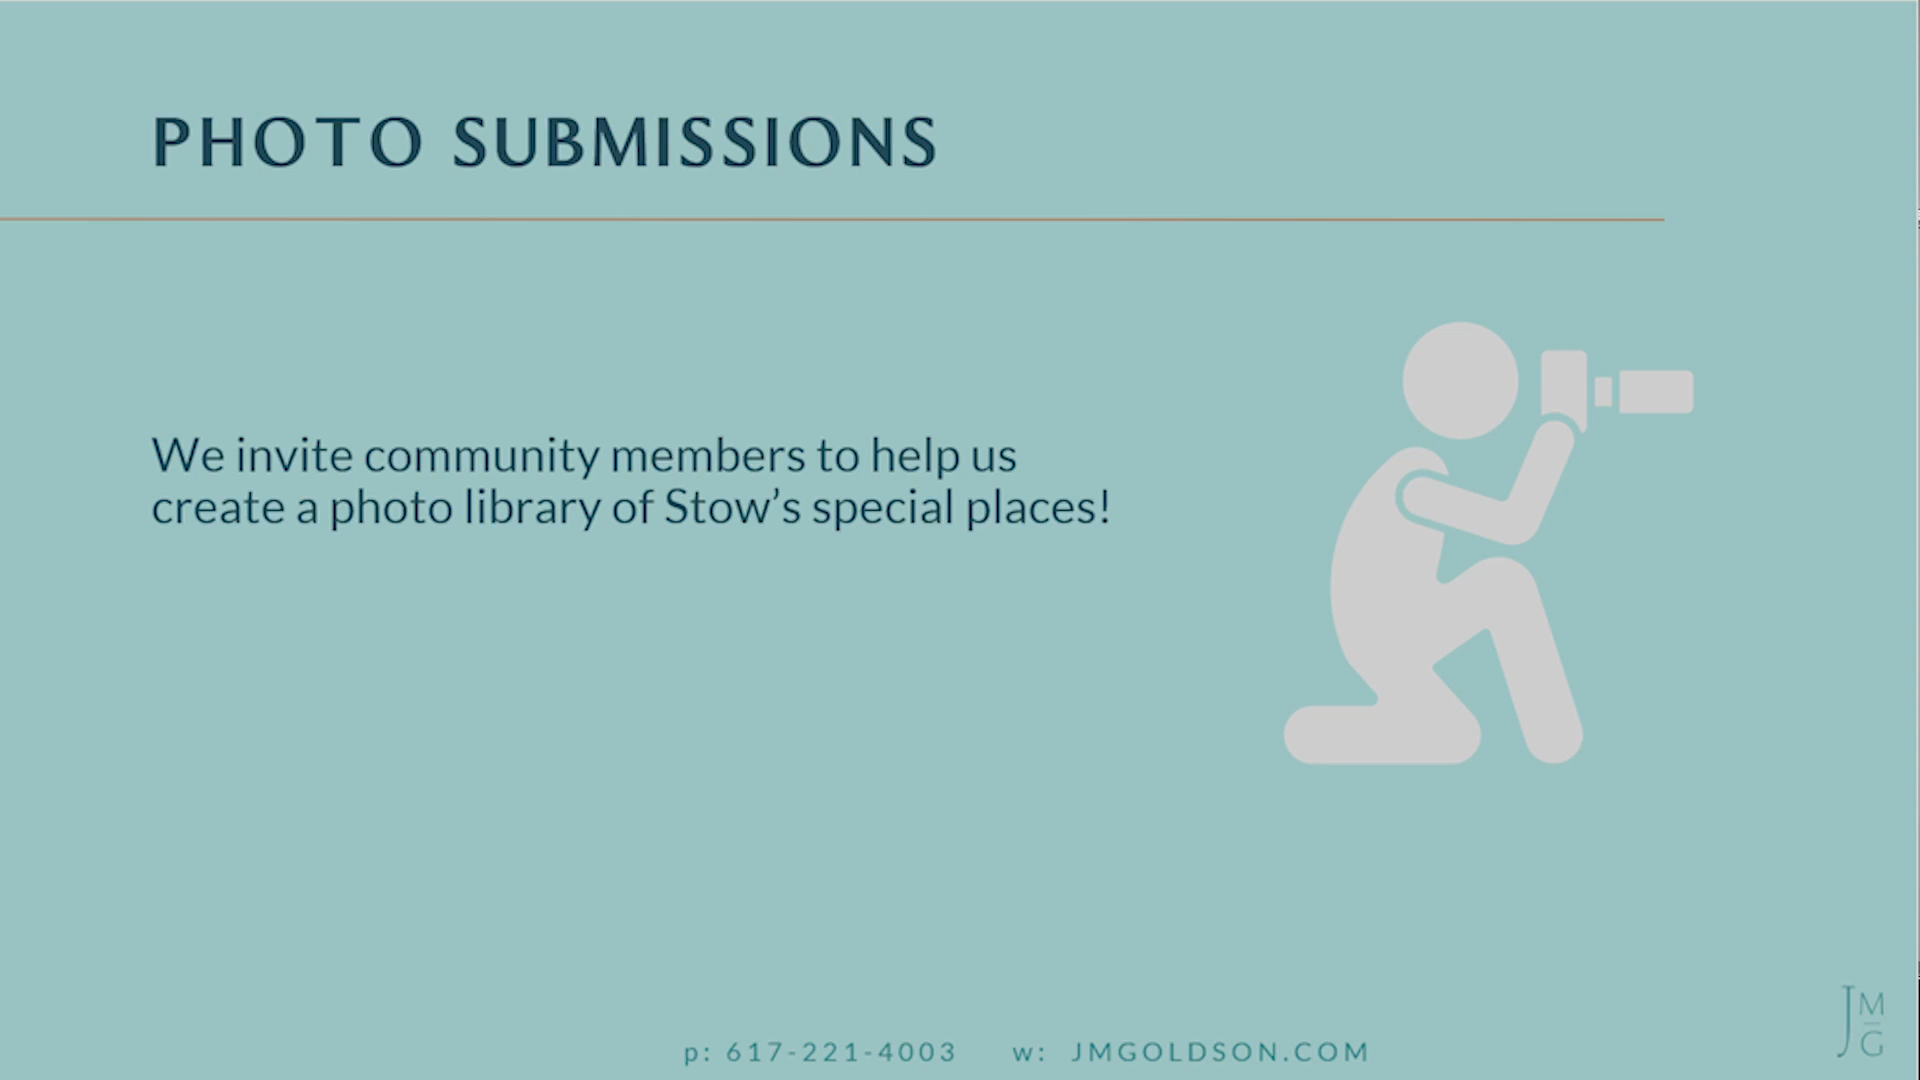 PHOTO SUBMISSIONS
We invite community members to help us
create a photo library of Stow’s special places!
p: 617-221-4003 w: JMGOLDSON.COM
JM
G